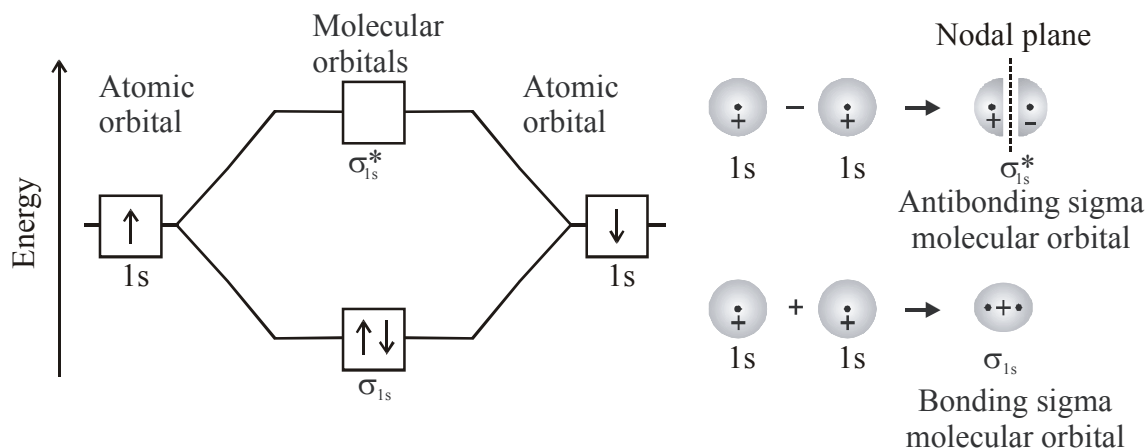 Energy
Atomic
orbital
↑
1s
Molecular
orbitals
σ*1s
↑↓
σ1s
Atomic
orbital
↓
1s
Nodal plane
+ − + + -
1s 1s σ*1s
Antibonding sigma
molecular orbital
+ + + +
1s 1s σ1s
Bonding sigma
molecular orbital